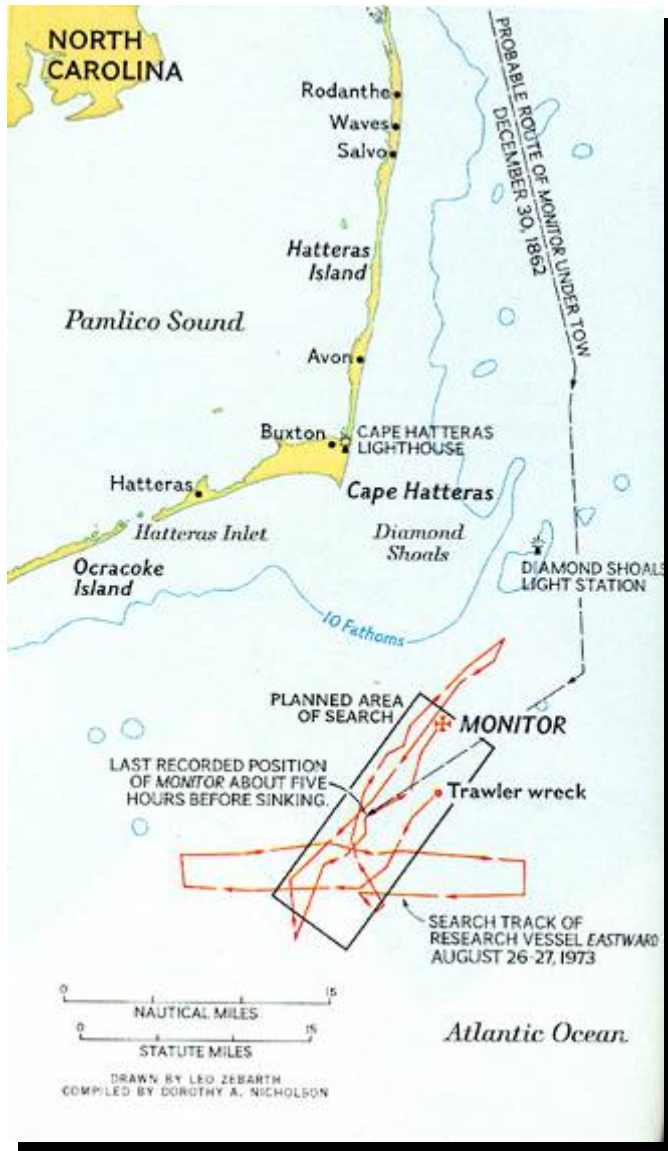 NORTH
CAROLINA
Rodanthe
Waves
Salvo
PROBABLE ROUTE OF MONITOR UNDER TOW
DECEMBER 30, 1862
Hatteras
Island
Pamlico Sound
Avon
Buxton
CAPE HATTERAS
LIGHTHOUSE
Hatteras
Cape Hatteras
Hatteras Inlet
Diamond
Shoals
Ocracoke
Island
DIAMOND SHOALS
LIGHT STATION
10 Fathoms
PLANNED AREA
OF SEARCH
MONITOR
LAST RECORDED POSITION
OF MONITOR ABOUT FIVE
HOURS BEFORE SINKING.
Trawler wreck
SEARCH TRACK OF
RESEARCH VESSEL EASTWARD
AUGUST 26-27, 1973
0 15
NAUTICAL MILES
0 15
STATUTE MILES
Atlantic Ocean
DRAWN BY LEO ZEBARTH
COMPILED BY DOROTHY A. NICHOLSON